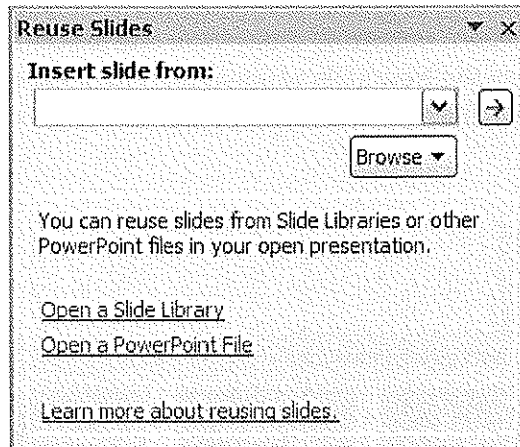 Reuse Slides
Insert slide from:
Browse
You can reuse slides from Slide Libraries or other
PowerPoint files in your open presentation.
Open a Slide Library
Open a PowerPoint File
Learn more about reusing slides.